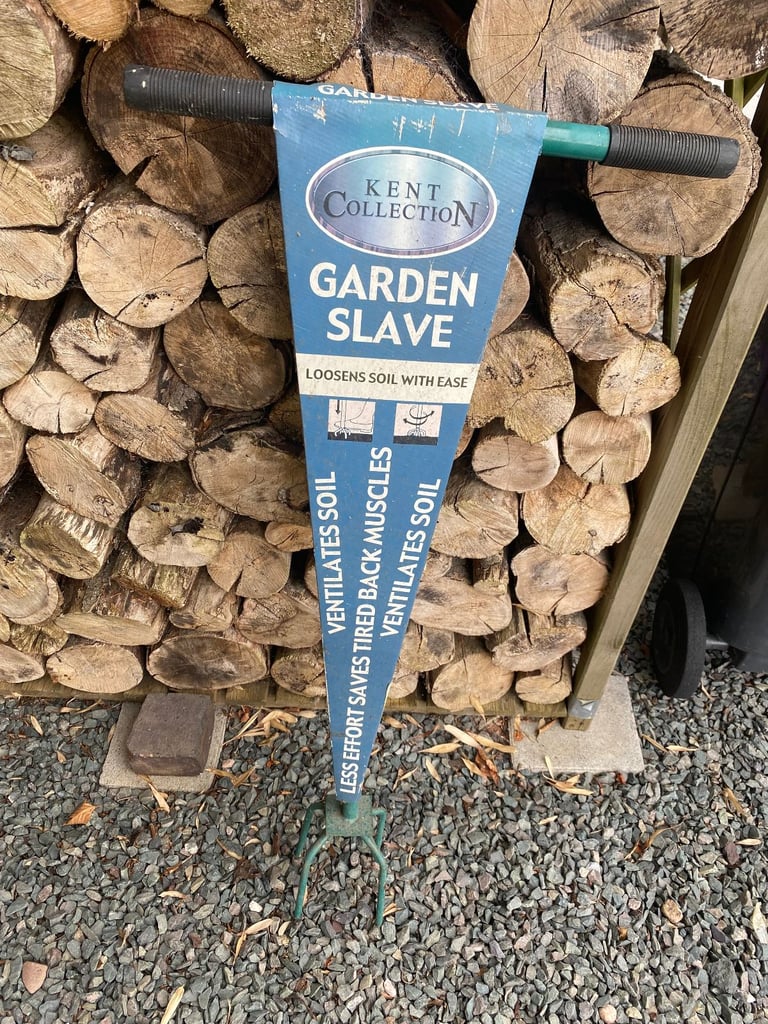 GARDEN SLAVE
KENT
COLLECTION
GARDEN
SLAVE
LOOSENS SOIL WITH EASE
VENTILATES SOIL
LESS EFFORT SAVES TIRED BACK MUSCLES
VENTILATES SOIL